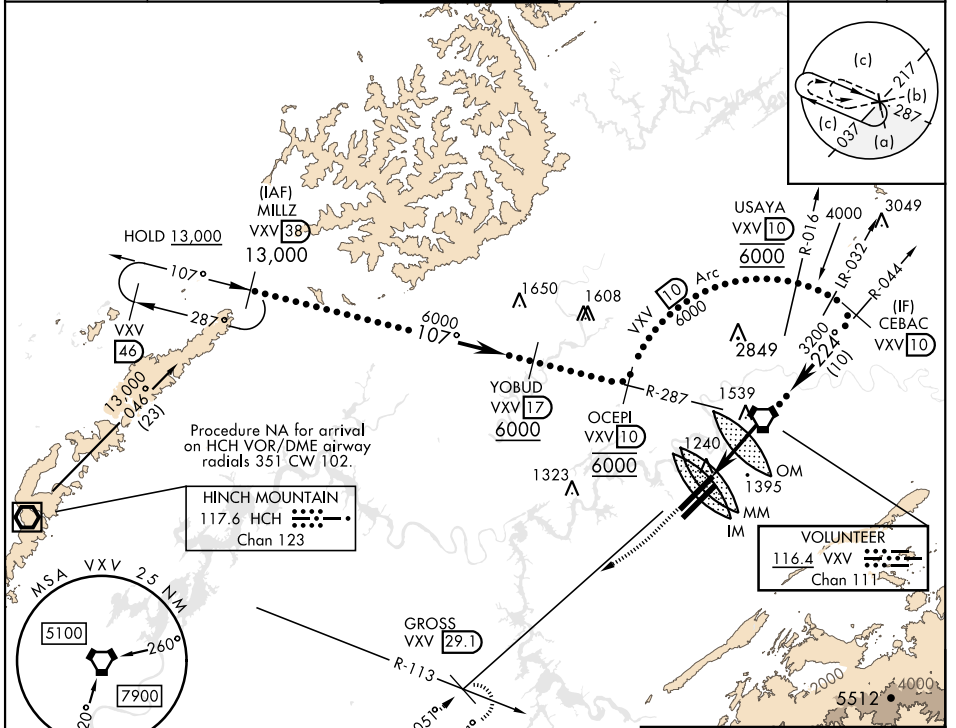 (c)
217
(b)
287
(c)
037
(a)
(IAF)
MILLZ
VXV 38
13,000
HOLD 13,000
107°
287°
VXV
46
13,000
046°
(23)
6000
107°
1650
1608
VXV 10 Arc
6000
USAYA
VXV 10
6000
R-016
4000
3049
LR-032
R-044
(IF)
CEBAC
VXV 10
3200
224°
(10)
2849
YOBUD
VXV 17
6000
R-287
OCEPI
VXV 10
6000
1539
1240
OM
1395
MM
IM
1323
Procedure NA for arrival
on HCH VOR/DME airway
radials 351 CW 102.
HINCH MOUNTAIN
117.6 HCH
Chan 123
VOLUNTEER
116.4 VXV
Chan 111
MSA VXV 25 NM
5100
260°
7900
20°
GROSS
VXV 29.1
R-113
051°
2000
4000
5512